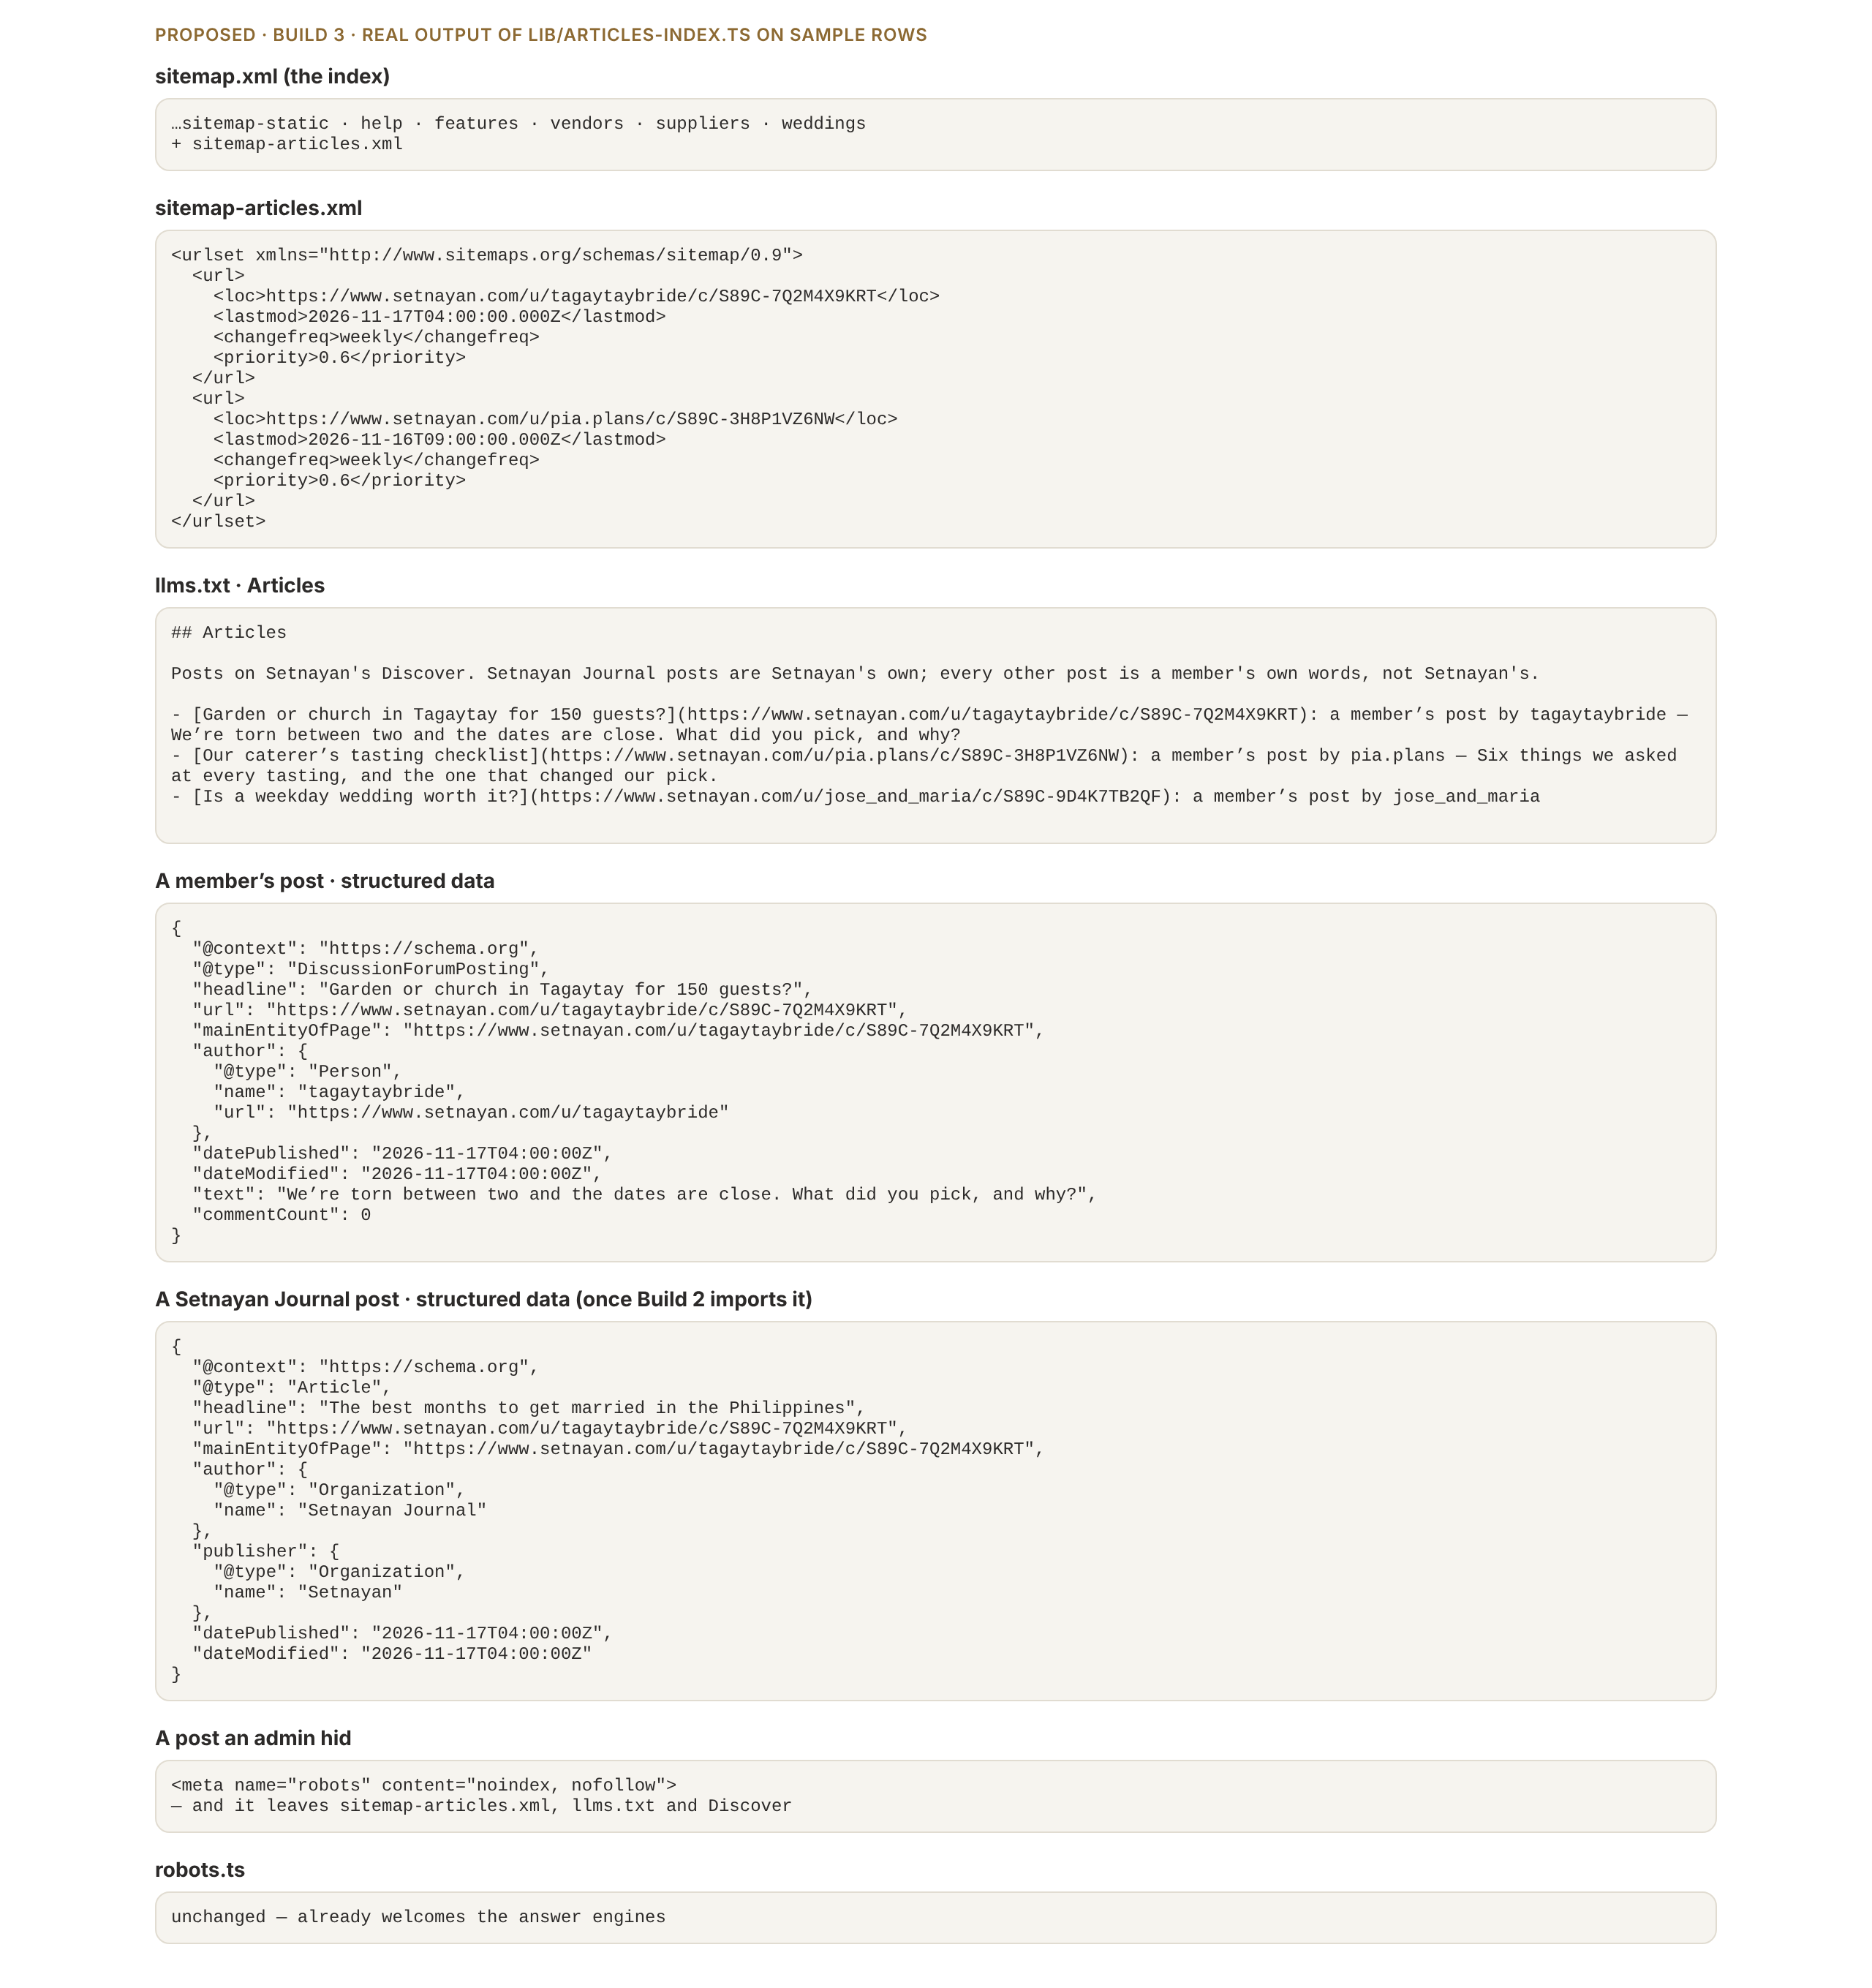 PROPOSED · BUILD 3 · REAL OUTPUT OF LIB/ARTICLES-INDEX.TS ON SAMPLE ROWS
sitemap.xml (the index)
…sitemap-static · help · features · vendors · suppliers · weddings
+ sitemap-articles.xml
sitemap-articles.xml
<urlset xmlns="http://www.sitemaps.org/schemas/sitemap/0.9">
  <url>
    <loc>https://www.setnayan.com/u/tagaytaybride/c/S89C-7Q2M4X9KRT</loc>
    <lastmod>2026-11-17T04:00:00.000Z</lastmod>
    <changefreq>weekly</changefreq>
    <priority>0.6</priority>
  </url>
  <url>
    <loc>https://www.setnayan.com/u/pia.plans/c/S89C-3H8P1VZ6NW</loc>
    <lastmod>2026-11-16T09:00:00.000Z</lastmod>
    <changefreq>weekly</changefreq>
    <priority>0.6</priority>
  </url>
</urlset>
llms.txt · Articles
## Articles
Posts on Setnayan's Discover. Setnayan Journal posts are Setnayan's own; every other post is a member's own words, not Setnayan's.
- [Garden or church in Tagaytay for 150 guests?](https://www.setnayan.com/u/tagaytaybride/c/S89C-7Q2M4X9KRT): a member’s post by tagaytaybride —
We’re torn between two and the dates are close. What did you pick, and why?
- [Our caterer’s tasting checklist](https://www.setnayan.com/u/pia.plans/c/S89C-3H8P1VZ6NW): a member’s post by pia.plans — Six things we asked
at every tasting, and the one that changed our pick.
- [Is a weekday wedding worth it?](https://www.setnayan.com/u/jose_and_maria/c/S89C-9D4K7TB2QF): a member’s post by jose_and_maria
A member’s post · structured data
{
  "@context": "https://schema.org",
  "@type": "DiscussionForumPosting",
  "headline": "Garden or church in Tagaytay for 150 guests?",
  "url": "https://www.setnayan.com/u/tagaytaybride/c/S89C-7Q2M4X9KRT",
  "mainEntityOfPage": "https://www.setnayan.com/u/tagaytaybride/c/S89C-7Q2M4X9KRT",
  "author": {
    "@type": "Person",
    "name": "tagaytaybride",
    "url": "https://www.setnayan.com/u/tagaytaybride"
  },
  "datePublished": "2026-11-17T04:00:00Z",
  "dateModified": "2026-11-17T04:00:00Z",
  "text": "We’re torn between two and the dates are close. What did you pick, and why?",
  "commentCount": 0
}
A Setnayan Journal post · structured data (once Build 2 imports it)
{
  "@context": "https://schema.org",
  "@type": "Article",
  "headline": "The best months to get married in the Philippines",
  "url": "https://www.setnayan.com/u/tagaytaybride/c/S89C-7Q2M4X9KRT",
  "mainEntityOfPage": "https://www.setnayan.com/u/tagaytaybride/c/S89C-7Q2M4X9KRT",
  "author": {
    "@type": "Organization",
    "name": "Setnayan Journal"
  },
  "publisher": {
    "@type": "Organization",
    "name": "Setnayan"
  },
  "datePublished": "2026-11-17T04:00:00Z",
  "dateModified": "2026-11-17T04:00:00Z"
}
A post an admin hid
<meta name="robots" content="noindex, nofollow">
— and it leaves sitemap-articles.xml, llms.txt and Discover
robots.ts
unchanged — already welcomes the answer engines